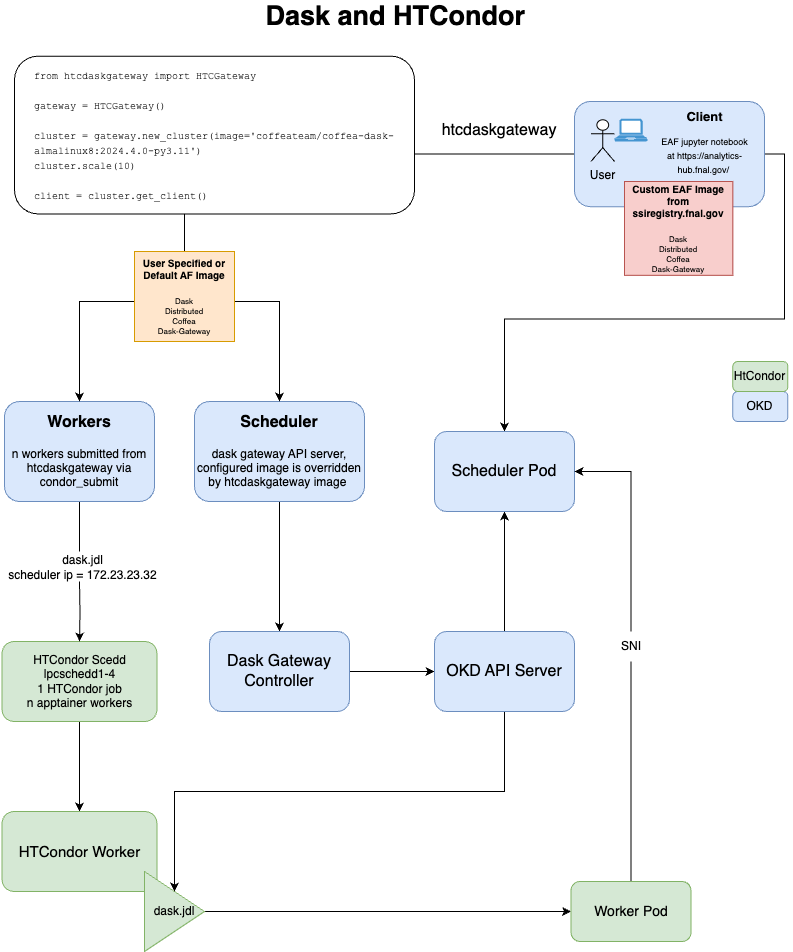 Dask and HTCondor
from htcdaskgateway import HTCGateway
gateway = HTCGateway()
cluster = gateway.new_cluster(image='coffeateam/coffea-dask-
almalinux8:2024.4.0-py3.11')
cluster.scale(10)
client = cluster.get_client()
htcdaskgateway
Client
EAF jupyter notebook
at https://analytics-
hub.fnal.gov/
User
Custom EAF Image
from
ssiregistry.fnal.gov
Dask
Distributed
Coffea
Dask-Gateway
User Specified or
Default AF Image
Dask
Distributed
Coffea
Dask-Gateway
HtCondor
OKD
Workers
n workers submitted from
htcdaskgateway via
condor_submit
Scheduler
dask gateway API server,
configured image is overridden
by htcdaskgateway image
Scheduler Pod
dask.jdl
scheduler ip = 172.23.23.32
HTCondor Scedd
lpcschedd1-4
1 HTCondor job
n apptainer workers
Dask Gateway
Controller
OKD API Server
SNI
HTCondor Worker
dask.jdl
Worker Pod